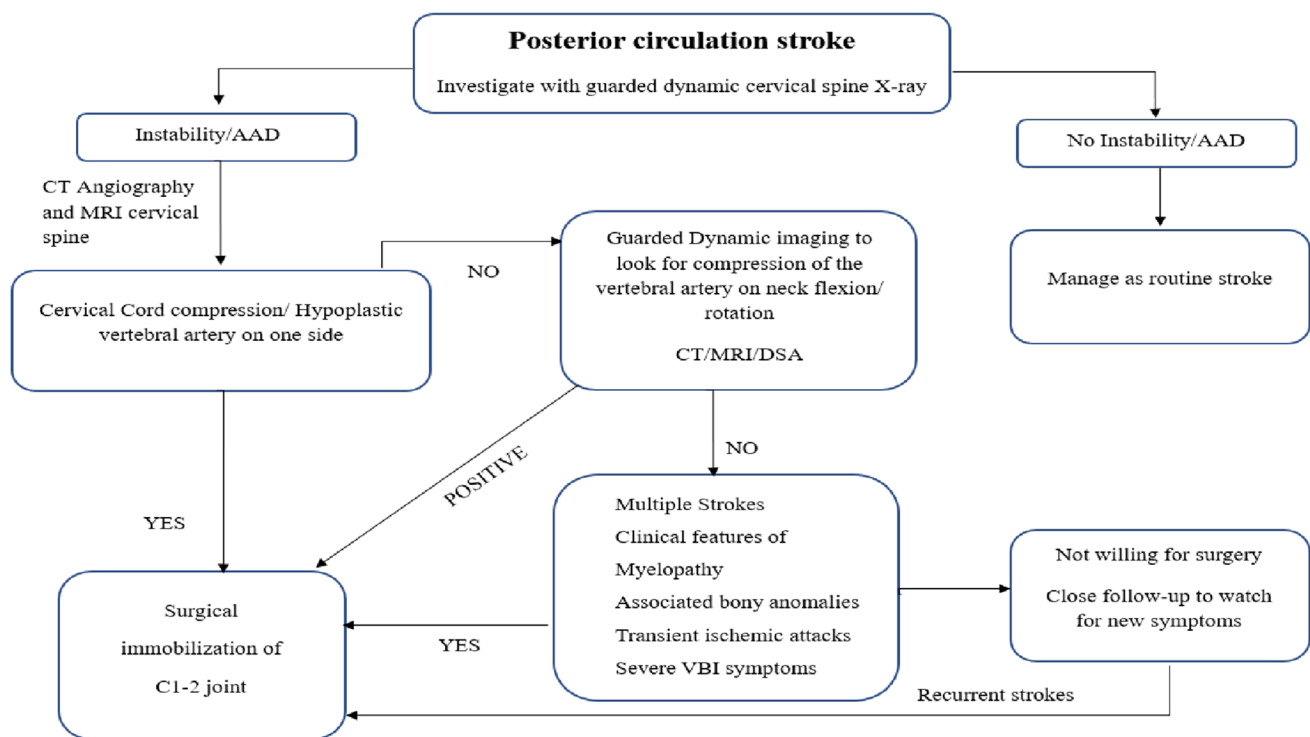 Posterior circulation stroke
Investigate with guarded dynamic cervical spine X-ray
Instability/AAD
No Instability/AAD
CT Angiography
and MRI cervical
spine
NO
Guarded Dynamic imaging to
look for compression of the
vertebral artery on neck flexion/
rotation
CT/MRI/DSA
Manage as routine stroke
Cervical Cord compression/ Hypoplastic
vertebral artery on one side
YES
POSITIVE
NO
Multiple Strokes
Clinical features of
Myelopathy
Associated bony anomalies
Transient ischemic attacks
Severe VBI symptoms
Not willing for surgery
Close follow-up to watch
for new symptoms
Surgical
immobilization of
C1-2 joint
YES
Recurrent strokes